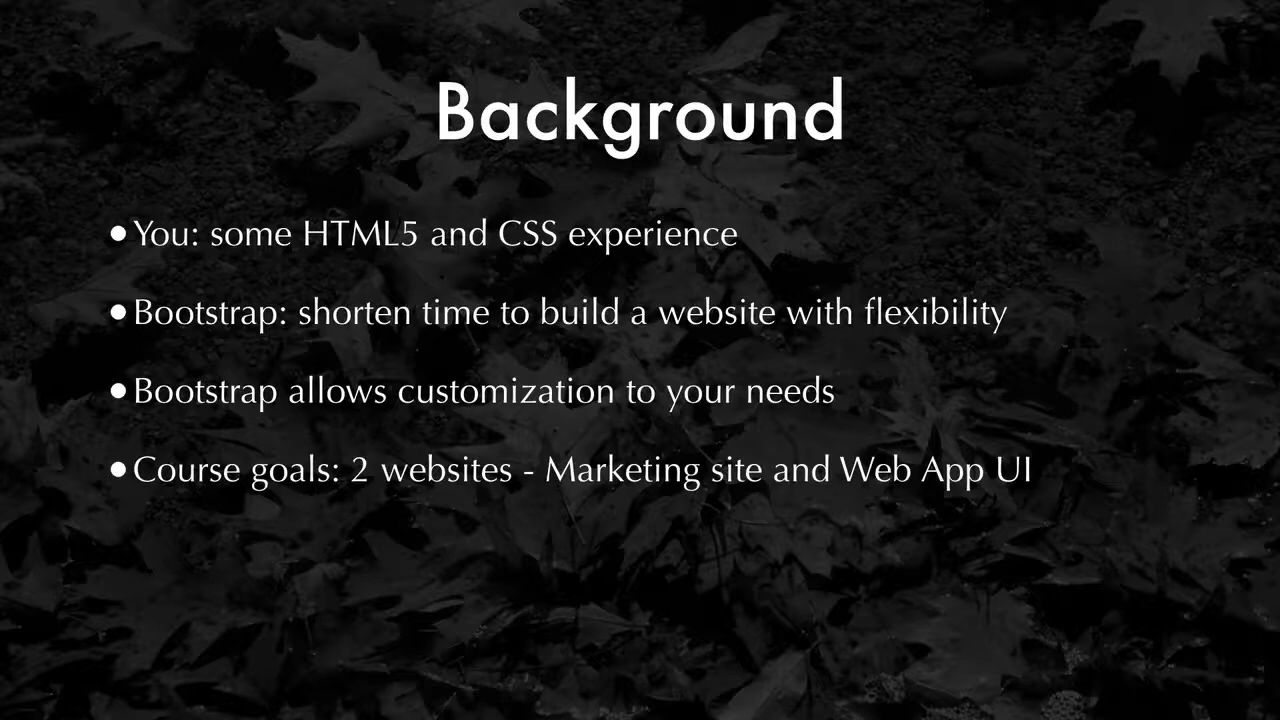 Background
•You: some HTML5 and CSS experience
•Bootstrap: shorten time to build a website with flexibility
•Bootstrap allows customization to your needs
•Course goals: 2 websites - Marketing site and Web App UI